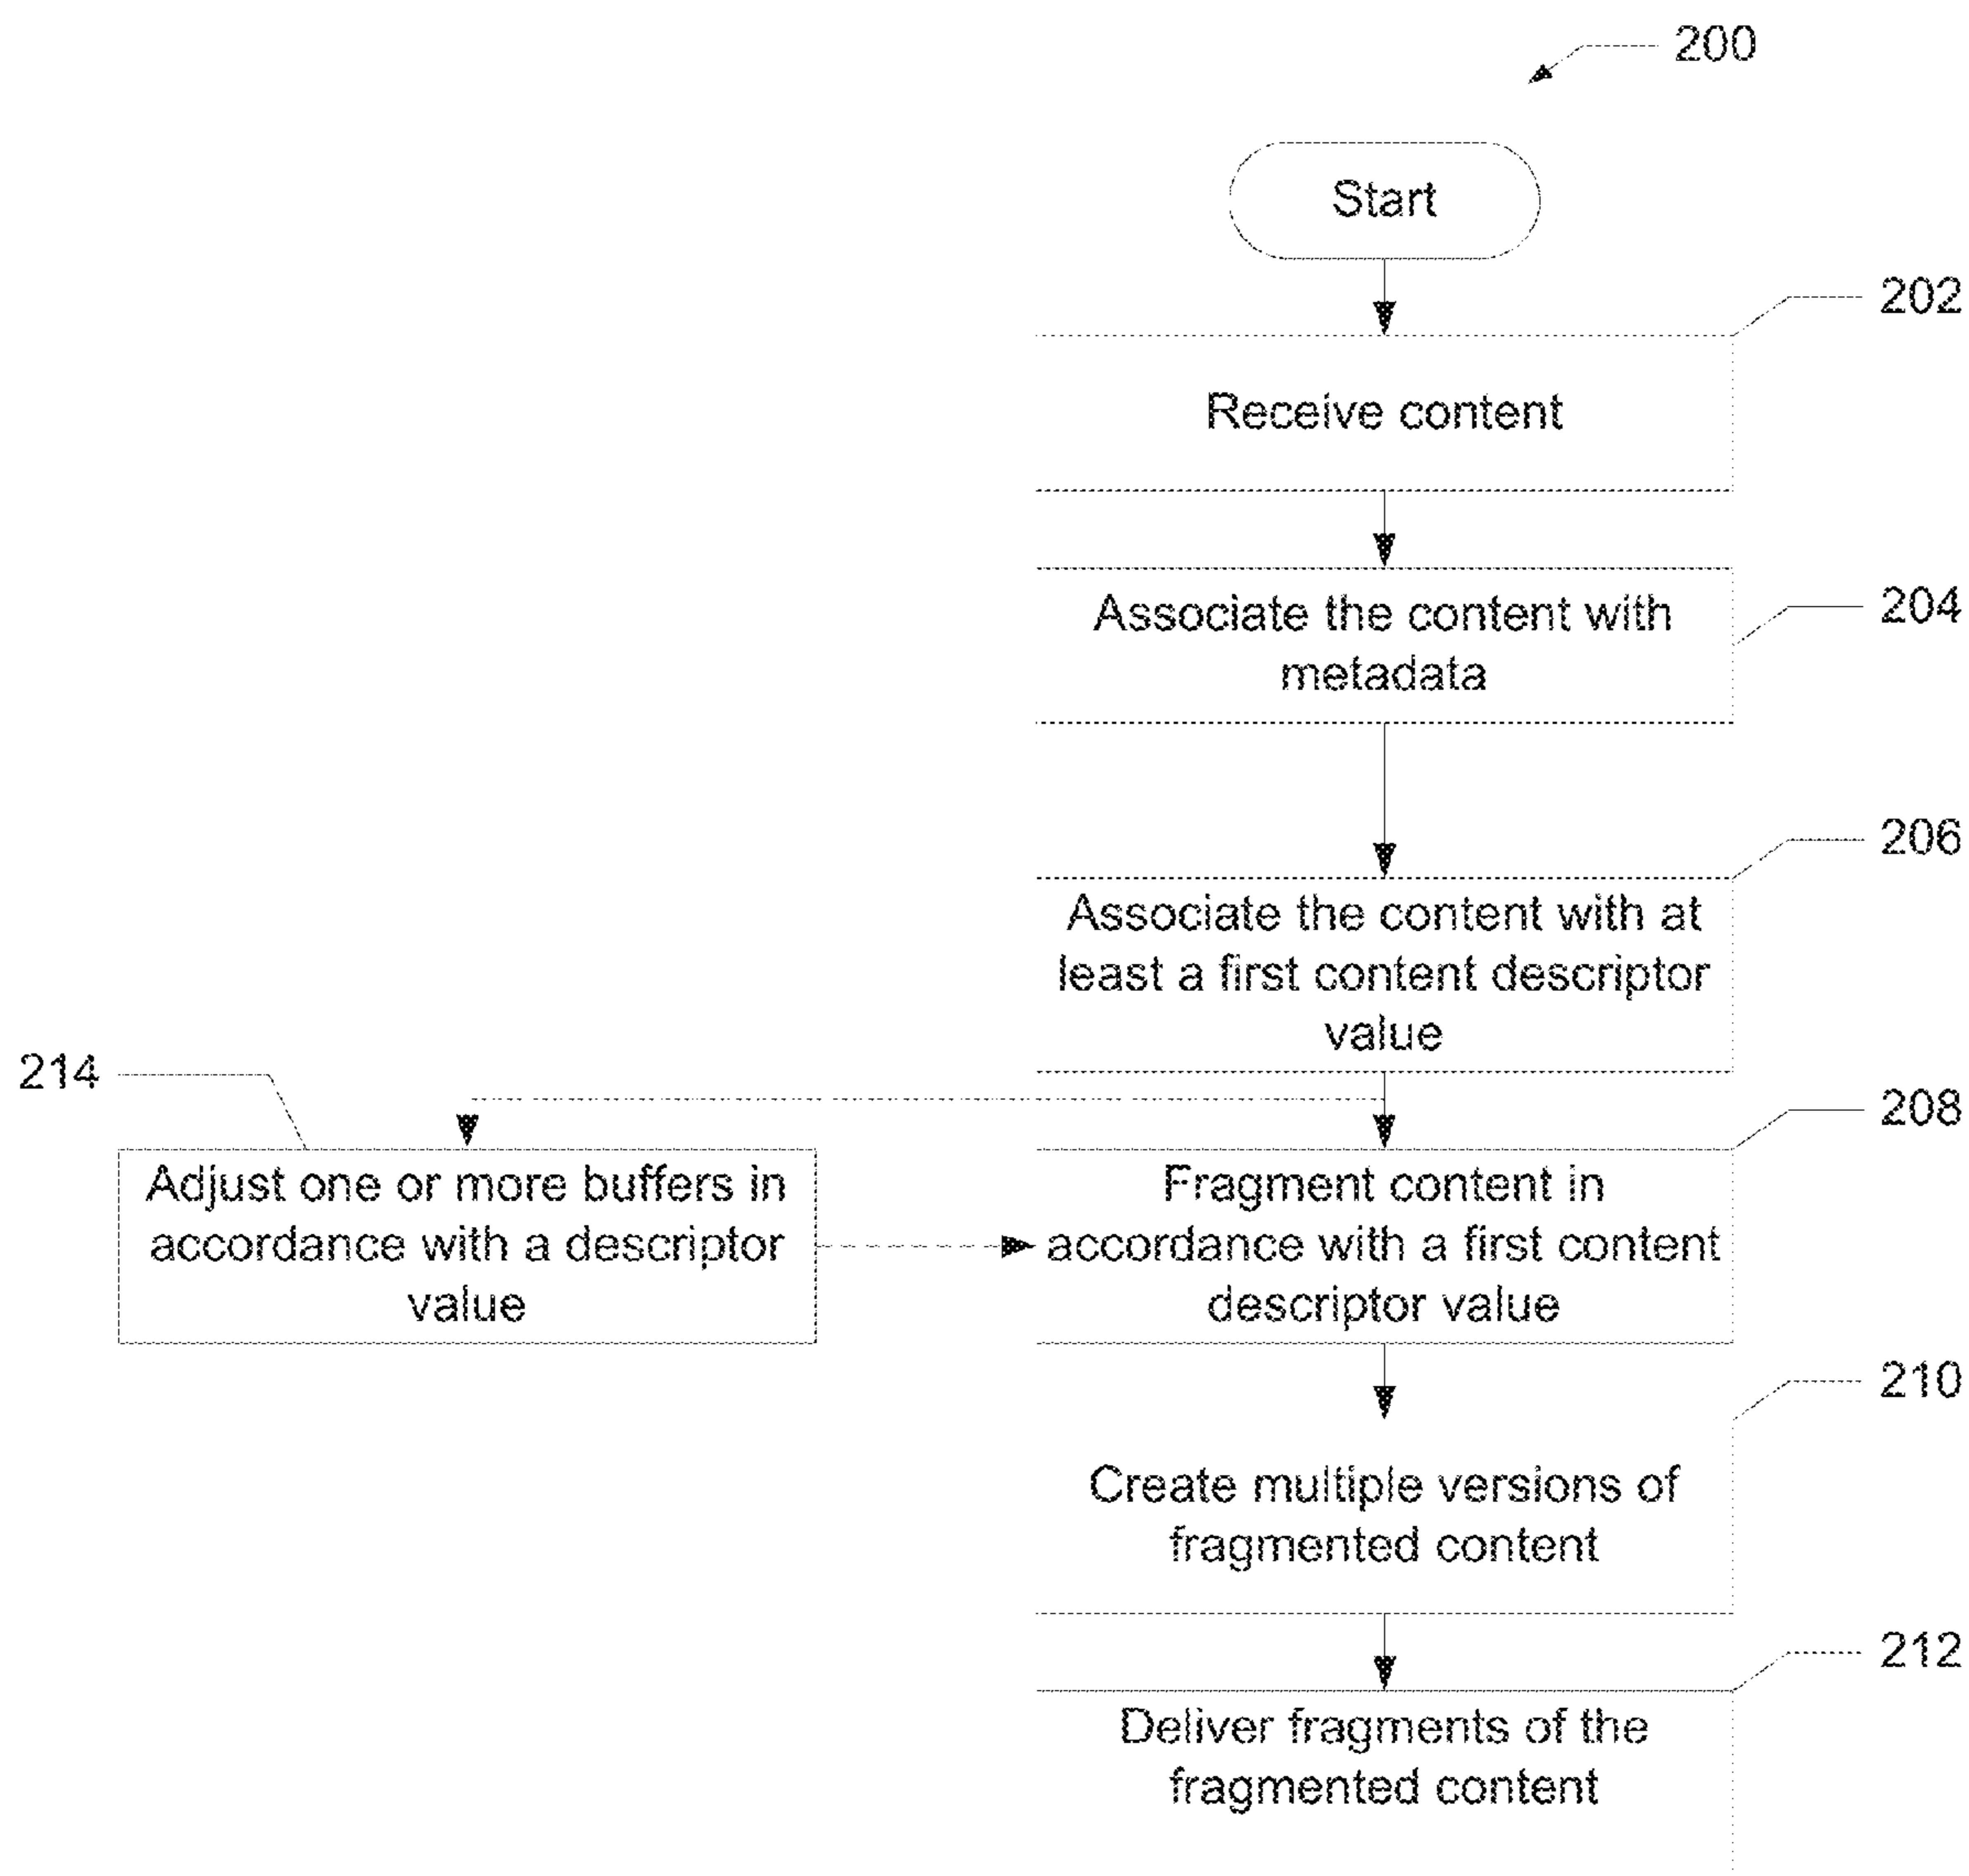 200
Start
202
Receive content
204
Associate the content with
metadata
206
Associate the content with at
least a first content descriptor
value
214
Adjust one or more buffers in
accordance with a descriptor
value
208
Fragment content in
accordance with a first content
descriptor value
210
Create multiple versions of
fragmented content
212
Deliver fragments of the
fragmented content